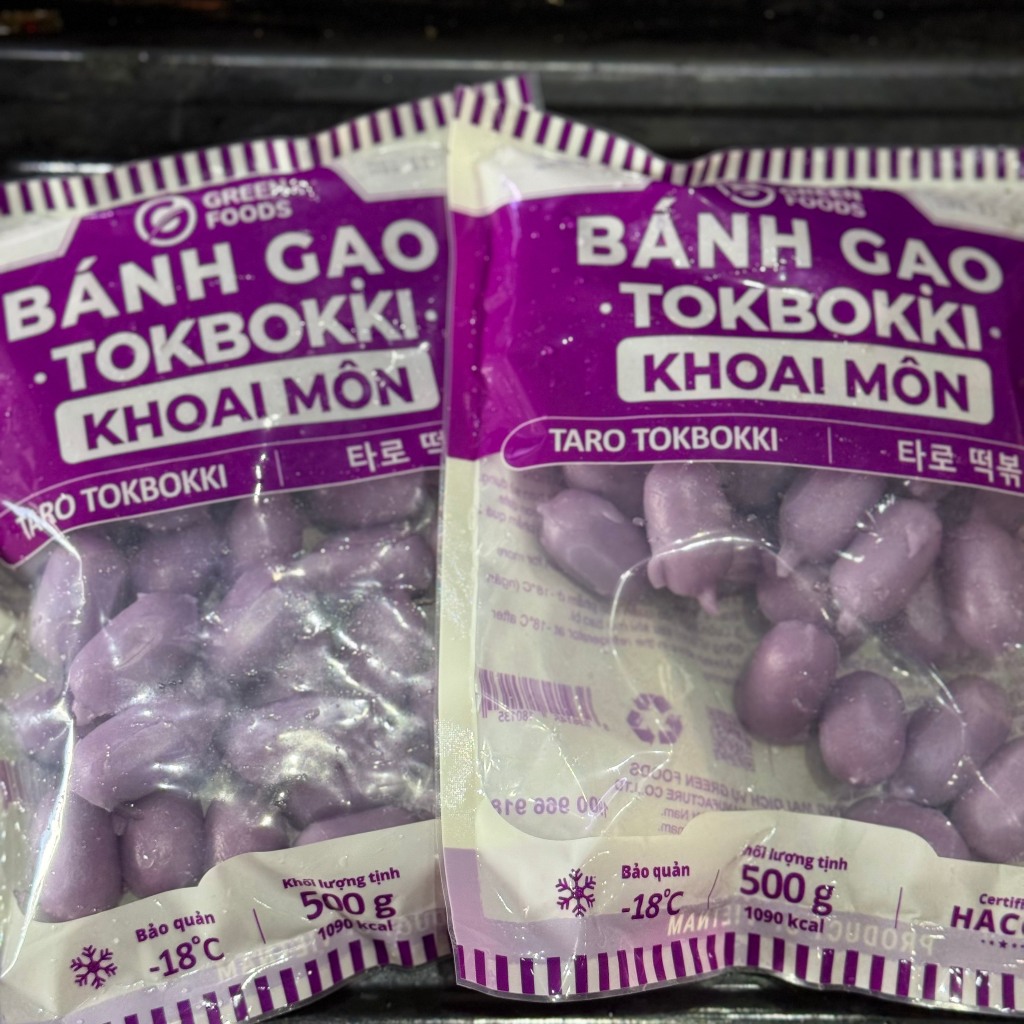 GREEN
FOODS
BÁNH GẠO
· TOKBOKKI ·
KHOAI MÔN
TARO TOKBOKKI
타로 떡
Bảo quản
-18°C
Khối lượng tịnh
500 g
1090 kcal
GREEN
FOODS
BÁNH GẠO
· TOKBOKKI ·
KHOAI MÔN
TARO TOKBOKKI
타로 떡볶
Bảo quản
-18°C
Khối lượng tịnh
500 g
1090 kcal
Certifi
HAC